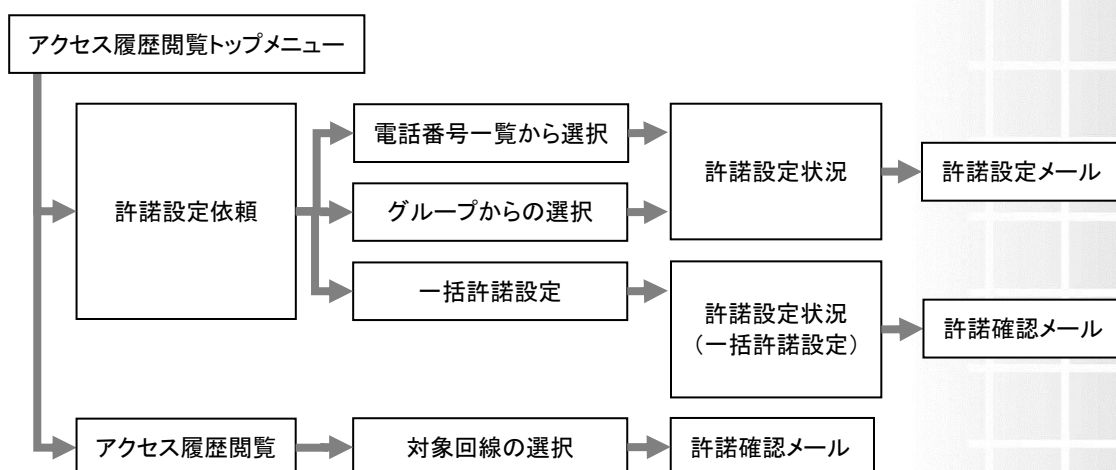 アクセス履歴閲覧トップメニュー
許諾設定依頼
電話番号一覧から選択
グループからの選択
一括許諾設定
許諾設定状況
許諾設定メール
許諾設定状況
（一括許諾設定）
許諾確認メール
アクセス履歴閲覧
対象回線の選択
許諾確認メール